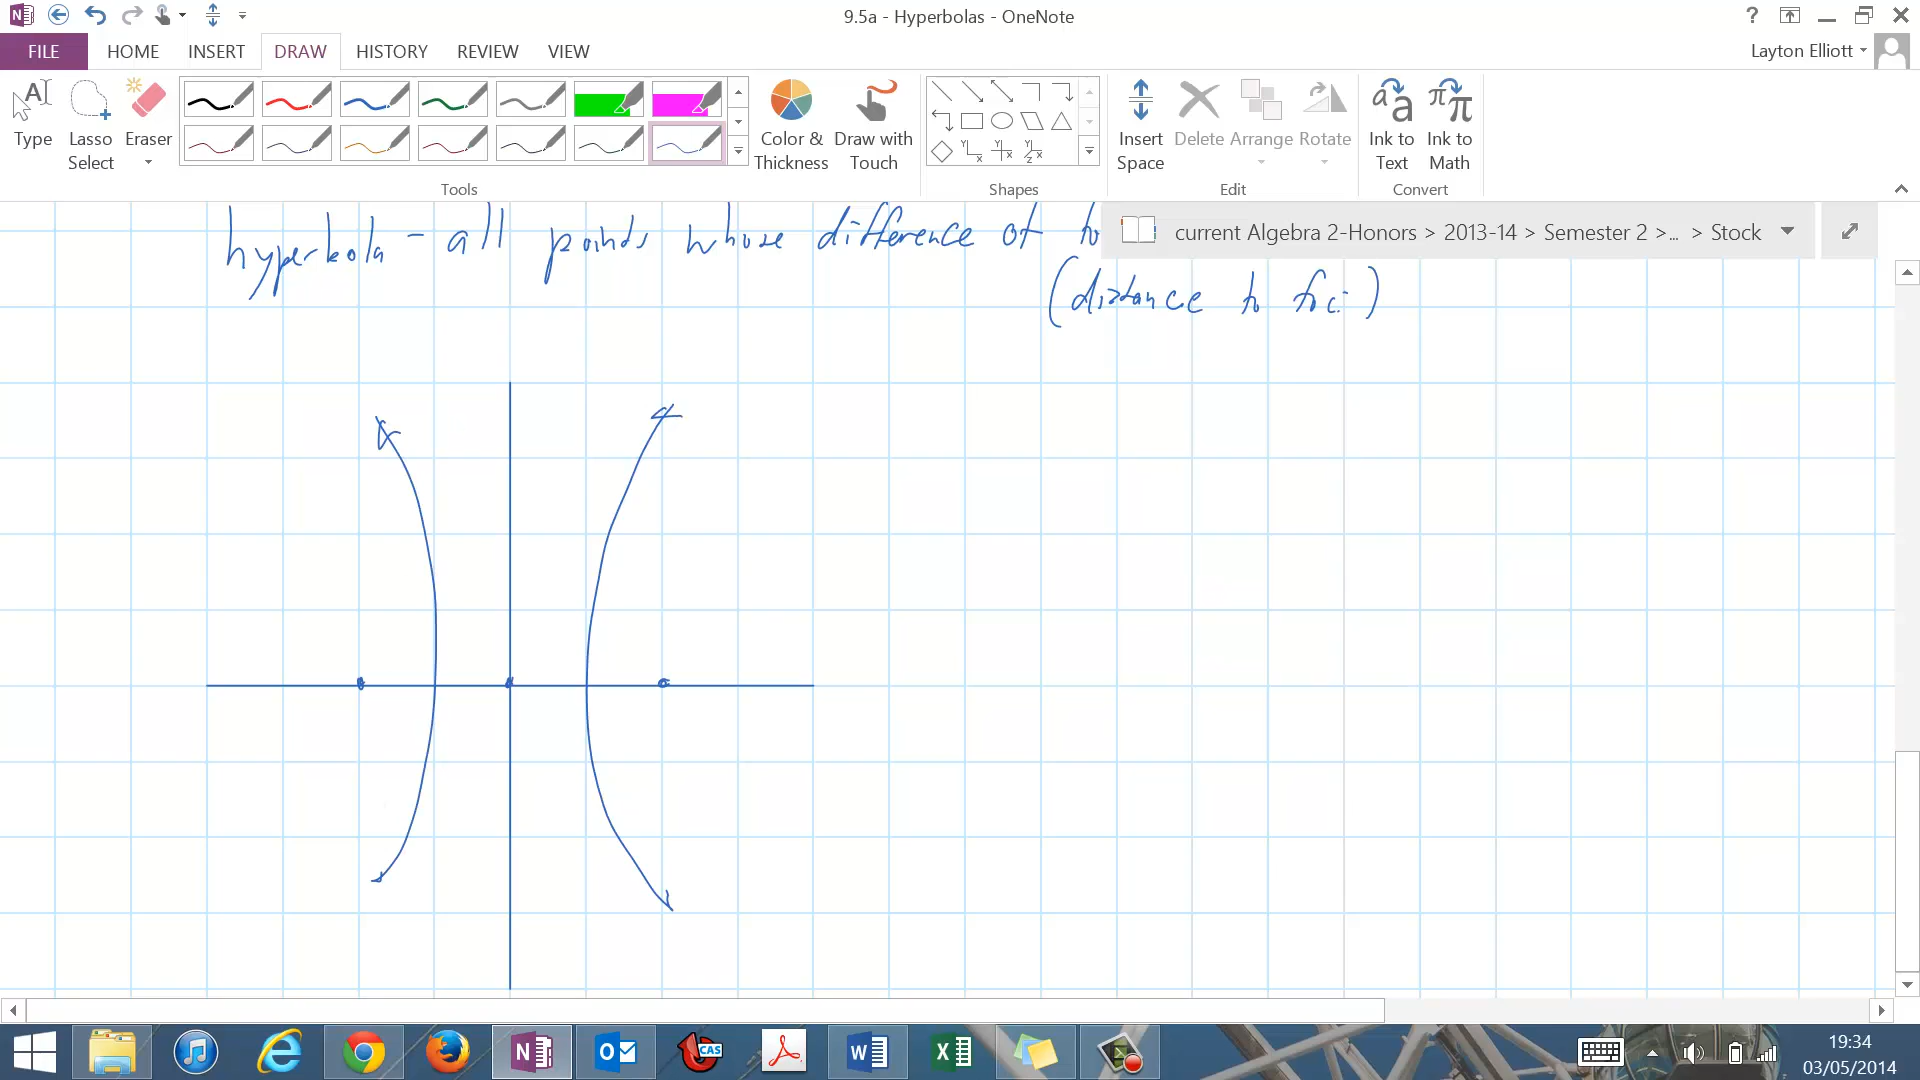 9.5a - Hyperbolas - OneNote
FILE HOME INSERT DRAW HISTORY REVIEW VIEW
Layton Elliott
Type
Lasso Select
Eraser
Color & Thickness
Draw with Touch
Insert Space
Delete
Arrange
Rotate
Ink to Text
Ink to Math
Tools
Shapes
Edit
Convert
current Algebra 2-Honors > 2013-14 > Semester 2 >... > Stock
hyperbola - all points whose difference of to
(distance to foci)
19:34
03/05/2014